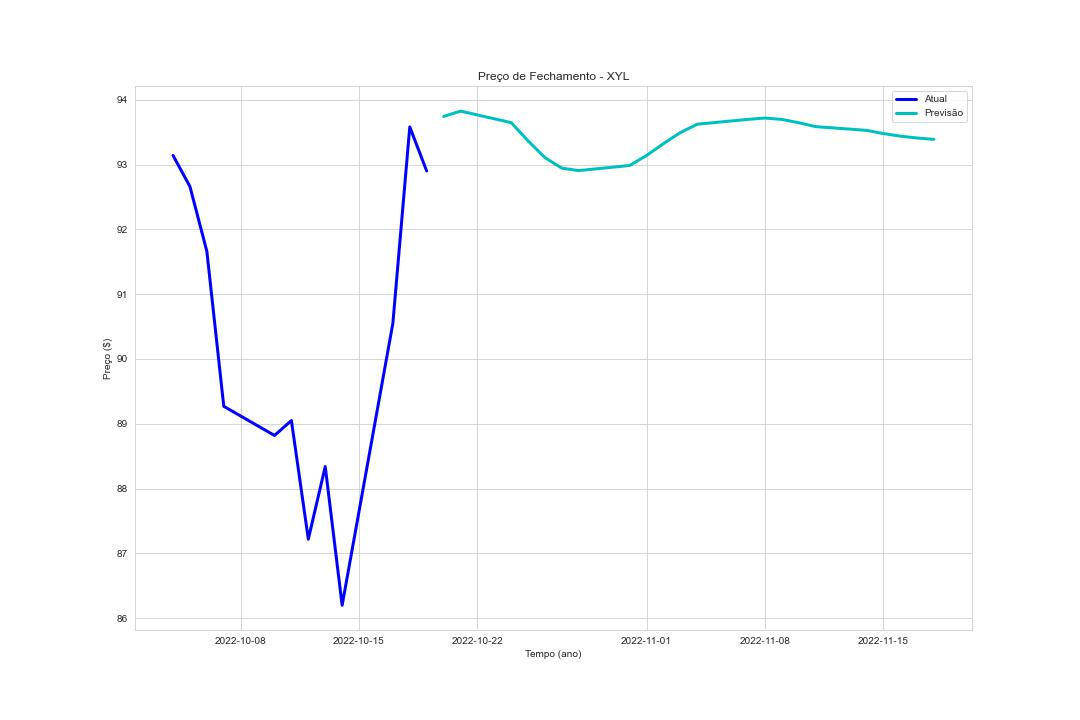 Preço de Fechamento - XYL
Atual
Previsão
94
93
92
91
90
89
88
87
86
Preço ($)
2022-10-08 2022-10-15 2022-10-22 2022-11-01 2022-11-08 2022-11-15
Tempo (ano)